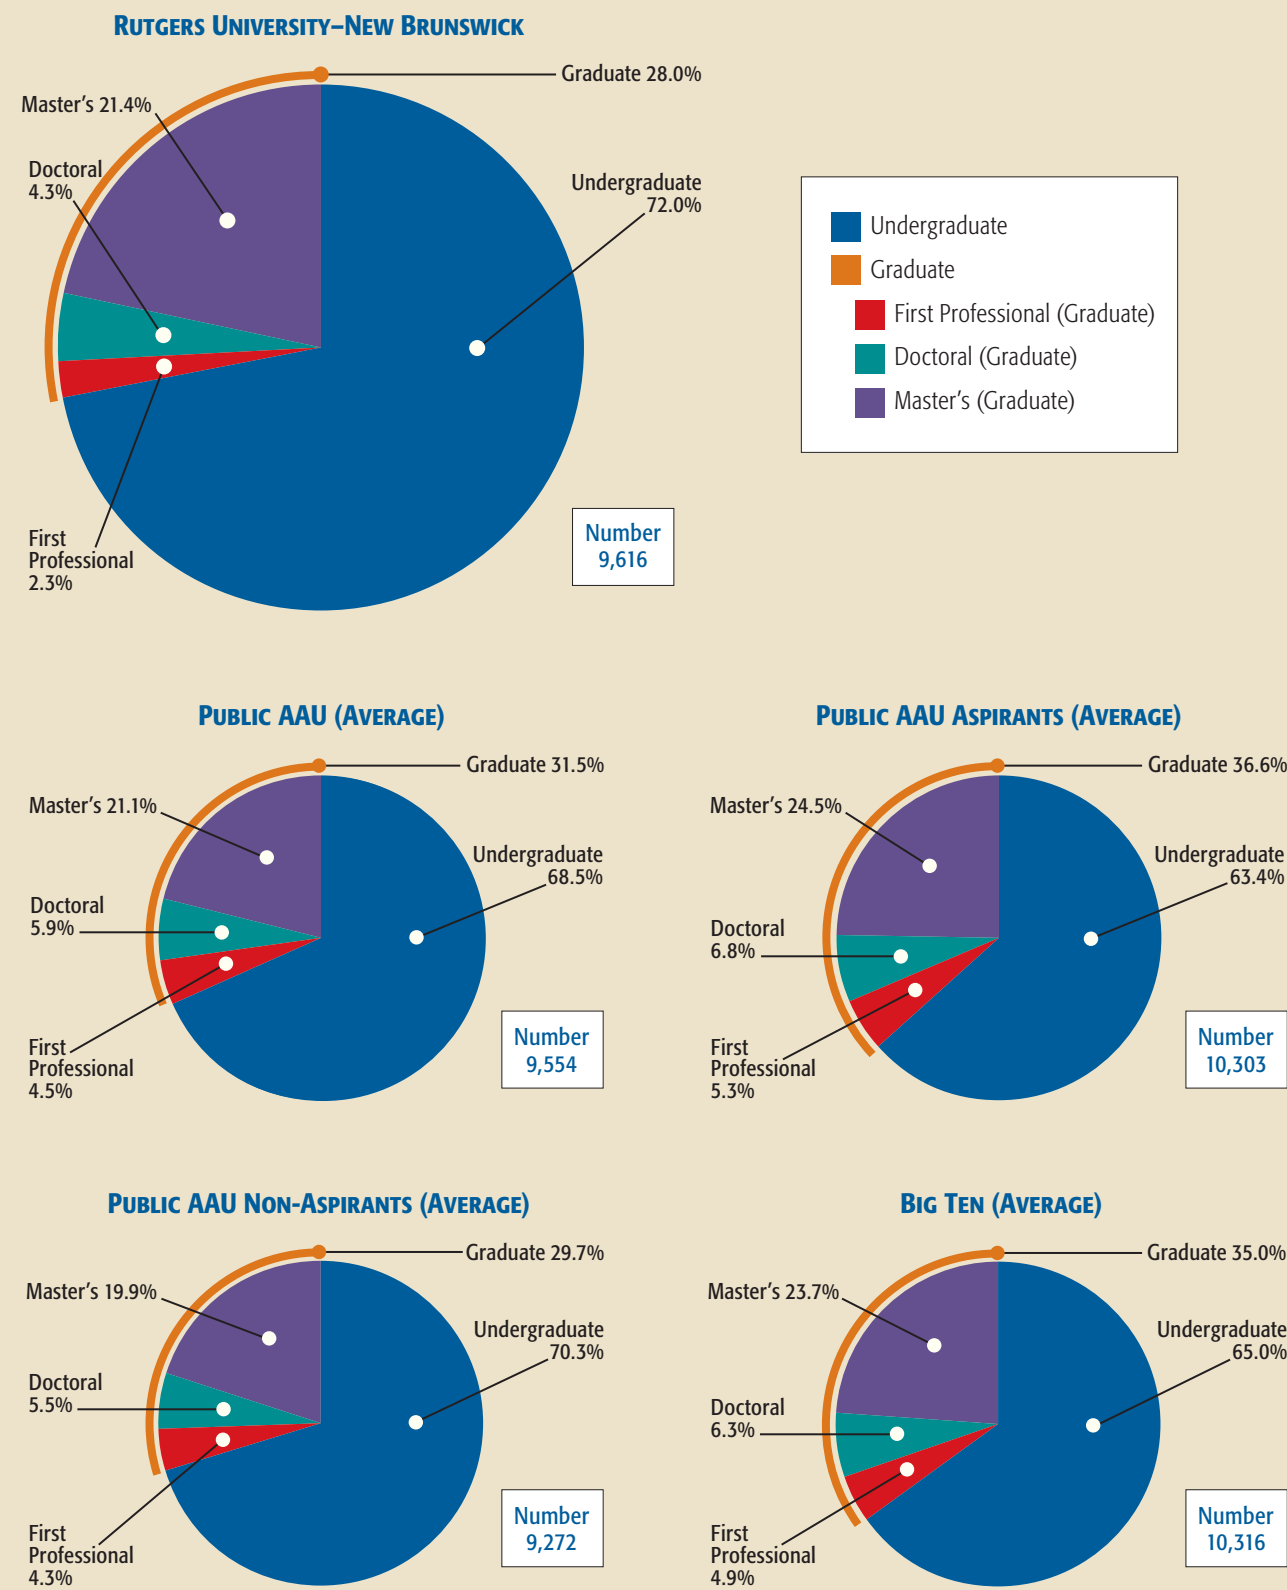 RUTGERS UNIVERSITY–NEW BRUNSWICK
Graduate 28.0%
Master's 21.4%
Doctoral
4.3%
Undergraduate
72.0%
First
Professional
2.3%
Number
9,616
Undergraduate
Graduate
First Professional (Graduate)
Doctoral (Graduate)
Master's (Graduate)
PUBLIC AAU (AVERAGE)
Graduate 31.5%
Master's 21.1%
Undergraduate
68.5%
Doctoral
5.9%
First
Professional
4.5%
Number
9,554
PUBLIC AAU ASPIRANTS (AVERAGE)
Graduate 36.6%
Master's 24.5%
Undergraduate
63.4%
Doctoral
6.8%
First
Professional
5.3%
Number
10,303
PUBLIC AAU NON-ASPIRANTS (AVERAGE)
Graduate 29.7%
Master's 19.9%
Undergraduate
70.3%
Doctoral
5.5%
First
Professional
4.3%
Number
9,272
BIG TEN (AVERAGE)
Graduate 35.0%
Master's 23.7%
Undergraduate
65.0%
Doctoral
6.3%
First
Professional
4.9%
Number
10,316